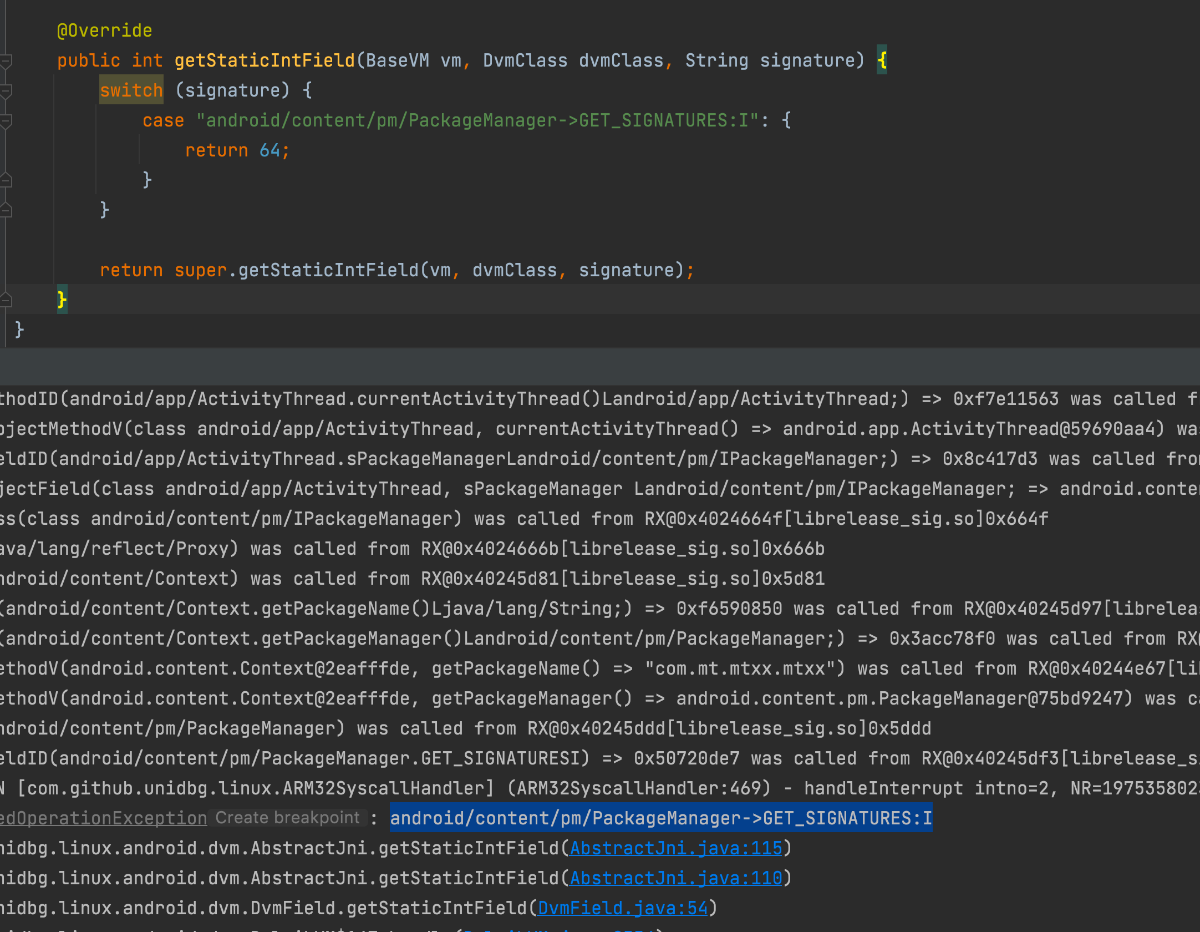 @Override
public int getStaticIntField(BaseVM vm, DvmClass dvmClass, String signature) {
switch (signature) {
case "android/content/pm/PackageManager->GET_SIGNATURES:I": {
return 64;
}
}
return super.getStaticIntField(vm, dvmClass, signature);
}
}
thodID(android/app/ActivityThread.currentActivityThread()Landroid/app/ActivityThread;) => 0xf7e11563 was called f
bjectMethodV(class android/app/ActivityThread, currentActivityThread() => android.app.ActivityThread@59690aa4) was
eldID(android/app/ActivityThread.sPackageManagerLandroid/content/pm/IPackageManager;) => 0x8c417d3 was called fro
jectField(class android/app/ActivityThread, sPackageManager Landroid/content/pm/IPackageManager; => android.conte
ss(class android/content/pm/IPackageManager) was called from RX@0x4024664f[librelease_sig.so]0x664f
ava/lang/reflect/Proxy) was called from RX@0x4024666b[librelease_sig.so]0x666b
ndroid/content/Context) was called from RX@0x40245d81[librelease_sig.so]0x5d81
(android/content/Context.getPackageName()Ljava/lang/String;) => 0xf6590850 was called from RX@0x40245d97[libreleas
(android/content/Context.getPackageManager()Landroid/content/pm/PackageManager;) => 0x3acc78f0 was called from RX@
ethodV(android.content.Context@2eafffde, getPackageName() => "com.mt.mtxx.mtxx") was called from RX@0x40244e67[lib
ethodV(android.content.Context@2eafffde, getPackageManager() => android.content.pm.PackageManager@75bd9247) was ca
ndroid/content/pm/PackageManager) was called from RX@0x40245ddd[librelease_sig.so]0x5ddd
eldID(android/content/pm/PackageManager.GET_SIGNATURESI) => 0x50720de7 was called from RX@0x40245df3[librelease_s
N [com.github.unidbg.linux.ARM32SyscallHandler] (ARM32SyscallHandler:469) - handleInterrupt intno=2, NR=197535802
edOperationException Create breakpoint : android/content/pm/PackageManager->GET_SIGNATURES:I
nidbg.linux.android.dvm.AbstractJni.getStaticIntField(AbstractJni.java:115)
nidbg.linux.android.dvm.AbstractJni.getStaticIntField(AbstractJni.java:110)
nidbg.linux.android.dvm.DvmField.getStaticIntField(DvmField.java:54)